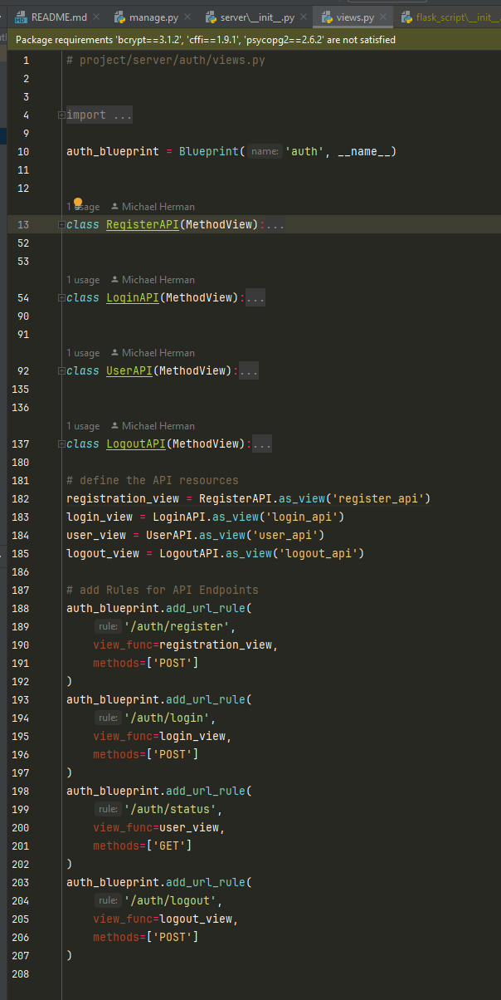 README.md manage.py server\__init__.py views.py flask_script\__init__.
Package requirements 'bcrypt==3.1.2', 'cffi==1.9.1', 'psycopg2==2.6.2' are not satisfied
1 # project/server/auth/views.py
2
3
4 import ...
9
10 auth_blueprint = Blueprint( name: 'auth', __name__)
11
12
1 usage Michael Herman
13 class RegisterAPI(MethodView):...
52
53
1 usage Michael Herman
54 class LoginAPI(MethodView):...
90
91
1 usage Michael Herman
92 class UserAPI(MethodView):...
135
136
1 usage Michael Herman
137 class LogoutAPI(MethodView):...
180
181 # define the API resources
182 registration_view = RegisterAPI.as_view('register_api')
183 login_view = LoginAPI.as_view('login_api')
184 user_view = UserAPI.as_view('user_api')
185 logout_view = LogoutAPI.as_view('logout_api')
186
187 # add Rules for API Endpoints
188 auth_blueprint.add_url_rule(
189 rule: '/auth/register',
190 view_func=registration_view,
191 methods=['POST']
192 )
193 auth_blueprint.add_url_rule(
194 rule: '/auth/login',
195 view_func=login_view,
196 methods=['POST']
197 )
198 auth_blueprint.add_url_rule(
199 rule: '/auth/status',
200 view_func=user_view,
201 methods=['GET']
202 )
203 auth_blueprint.add_url_rule(
204 rule: '/auth/logout',
205 view_func=logout_view,
206 methods=['POST']
207 )
208